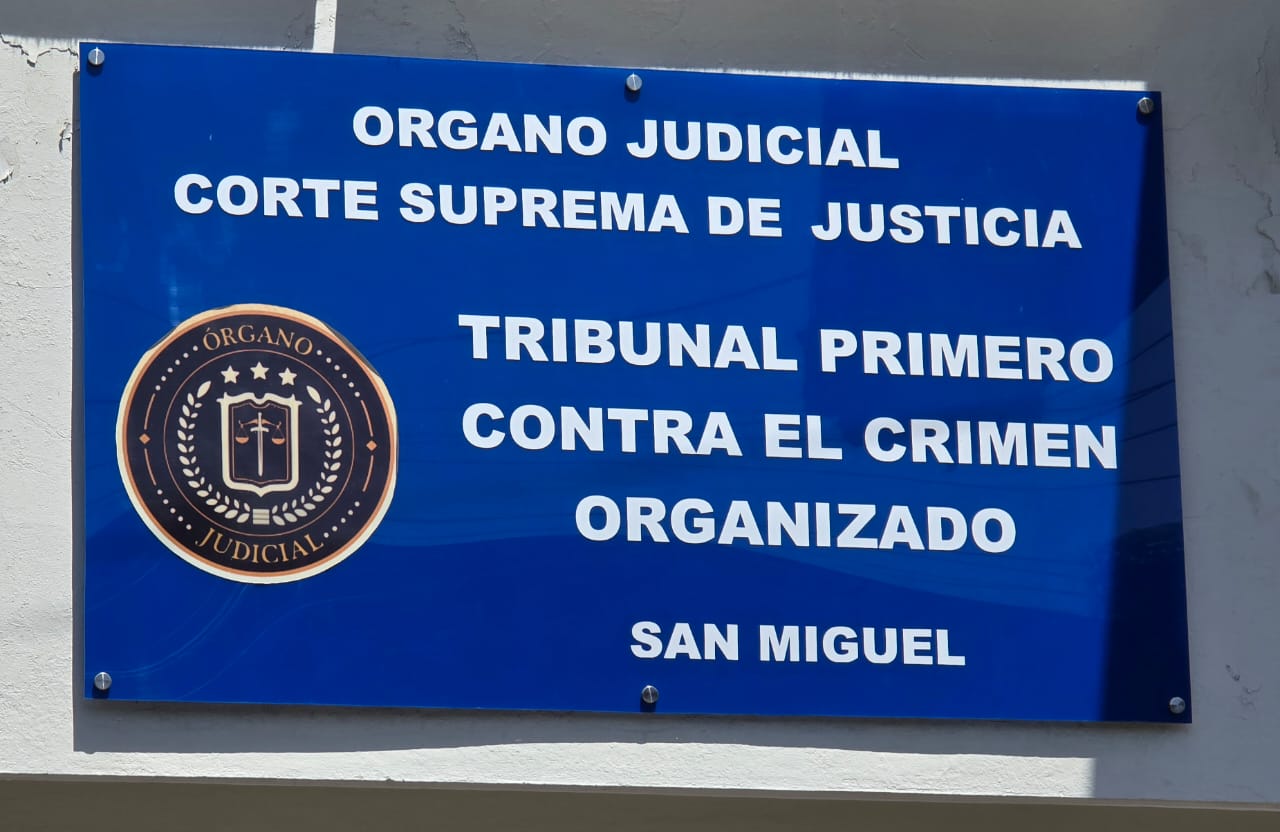 ORGANO JUDICIAL
CORTE SUPREMA DE JUSTICIA
TRIBUNAL PRIMERO
CONTRA EL CRIMEN
ORGANIZADO
SAN MIGUEL
ÓRGANO
JUDICIAL